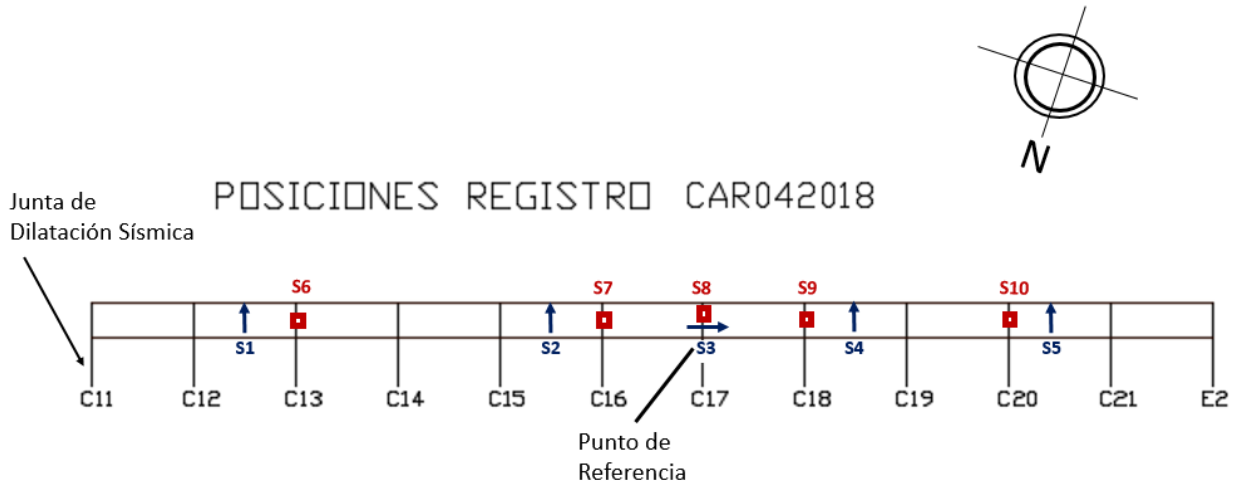 N
POSICIONES REGISTRO CAR042018
Junta de
Dilatación Sísmica
S6 S7 S8 S9 S10
S1 S2 S3 S4 S5
C11 C12 C13 C14 C15 C16 C17 C18 C19 C20 C21 E2
Punto de
Referencia